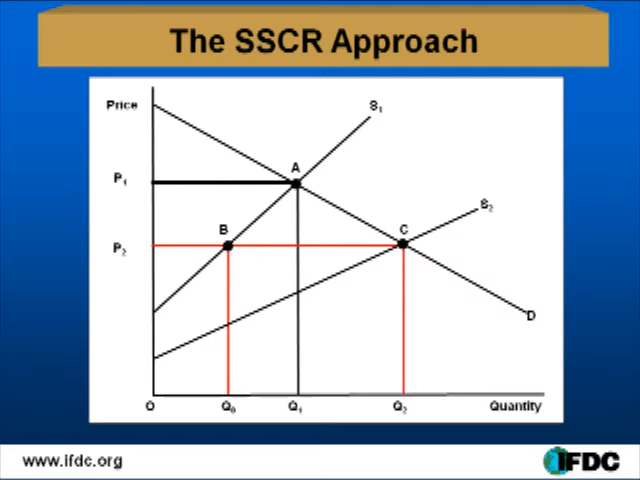 The SSCR Approach
Price
S1
A
P1
S2
B
C
P2
D
O
Q0
Q1
Q2
Quantity
www.ifdc.org
IFDC